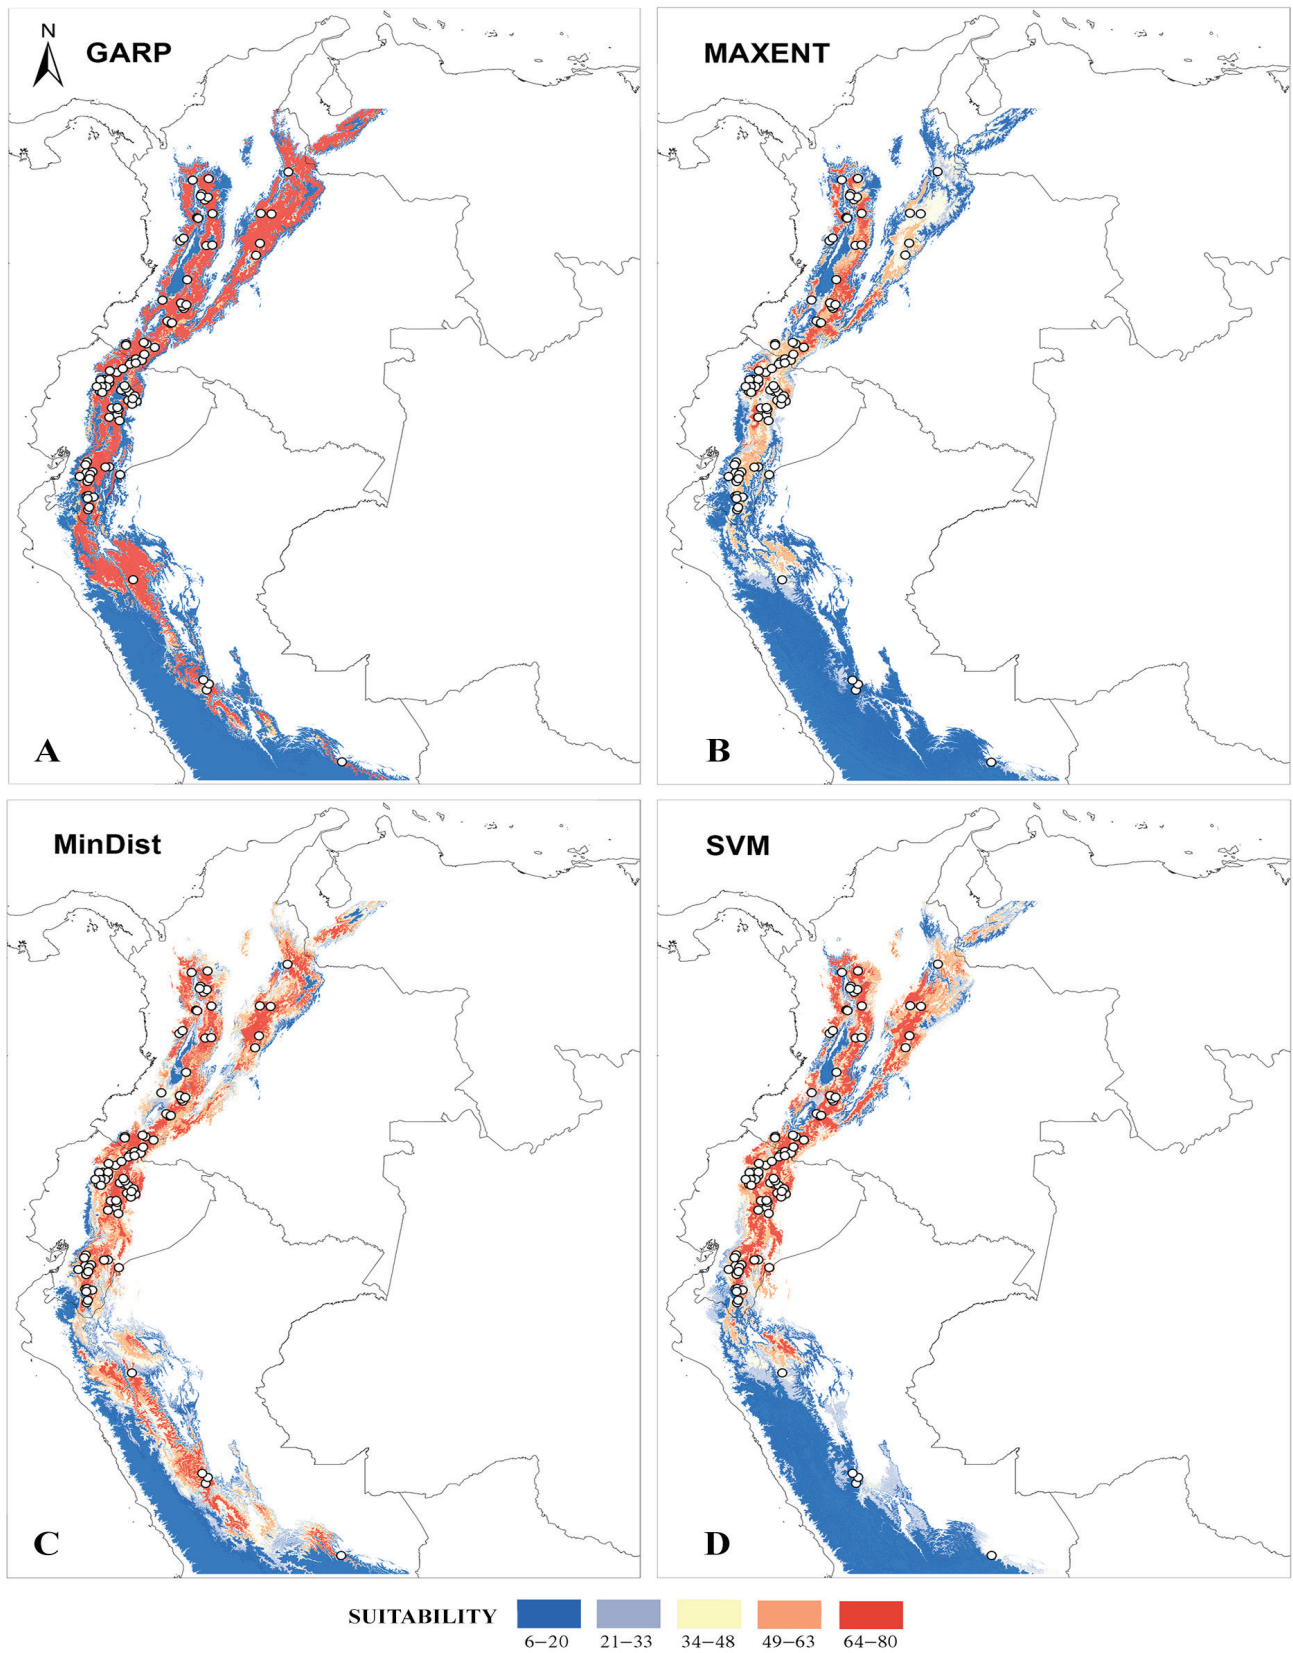 N
GARP
MAXENT
A
B
MinDist
SVM
C
D
SUITABILITY
6–20
21–33
34–48
49–63
64–80